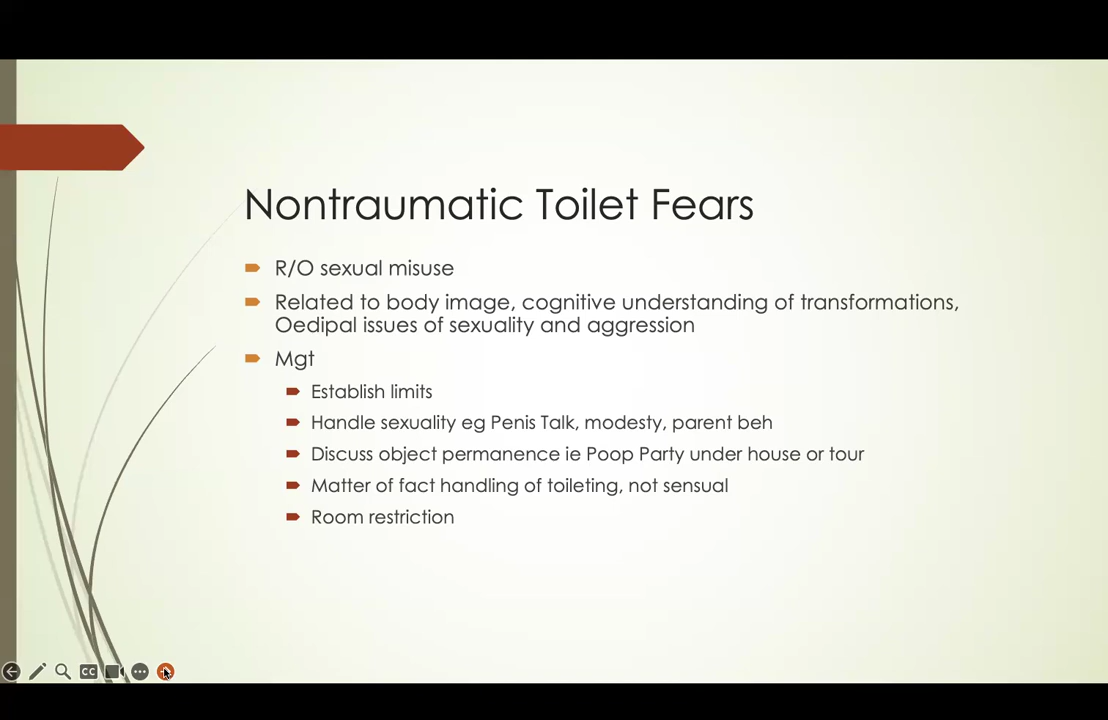 Nontraumatic Toilet Fears
R/O sexual misuse
Related to body image, cognitive understanding of transformations,
Oedipal issues of sexuality and aggression
Mgt
Establish limits
Handle sexuality eg Penis Talk, modesty, parent beh
Discuss object permanence ie Poop Party under house or tour
Matter of fact handling of toileting, not sensual
Room restriction
CC